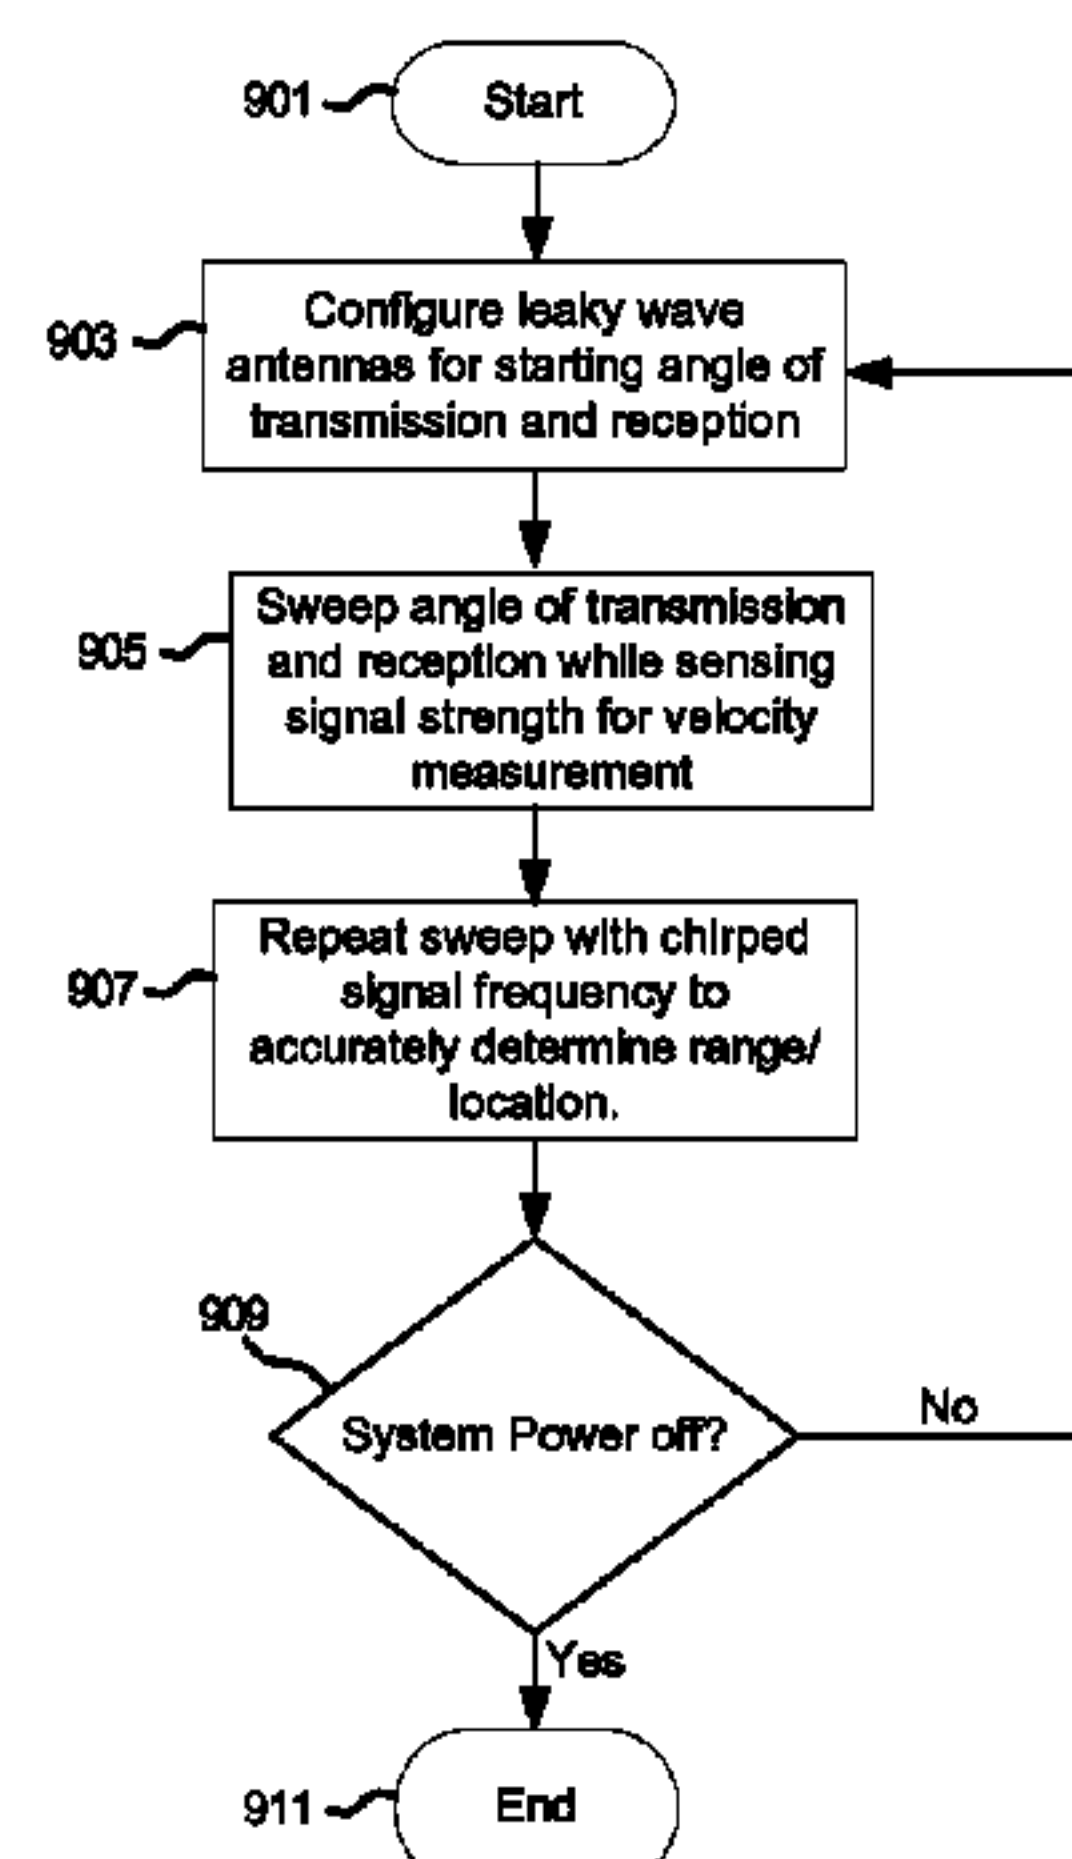 901
Start
903
Configure leaky wave
antennas for starting angle of
transmission and reception
905
Sweep angle of transmission
and reception while sensing
signal strength for velocity
measurement
907
Repeat sweep with chirped
signal frequency to
accurately determine range/
location.
909
System Power off?
No
Yes
911
End